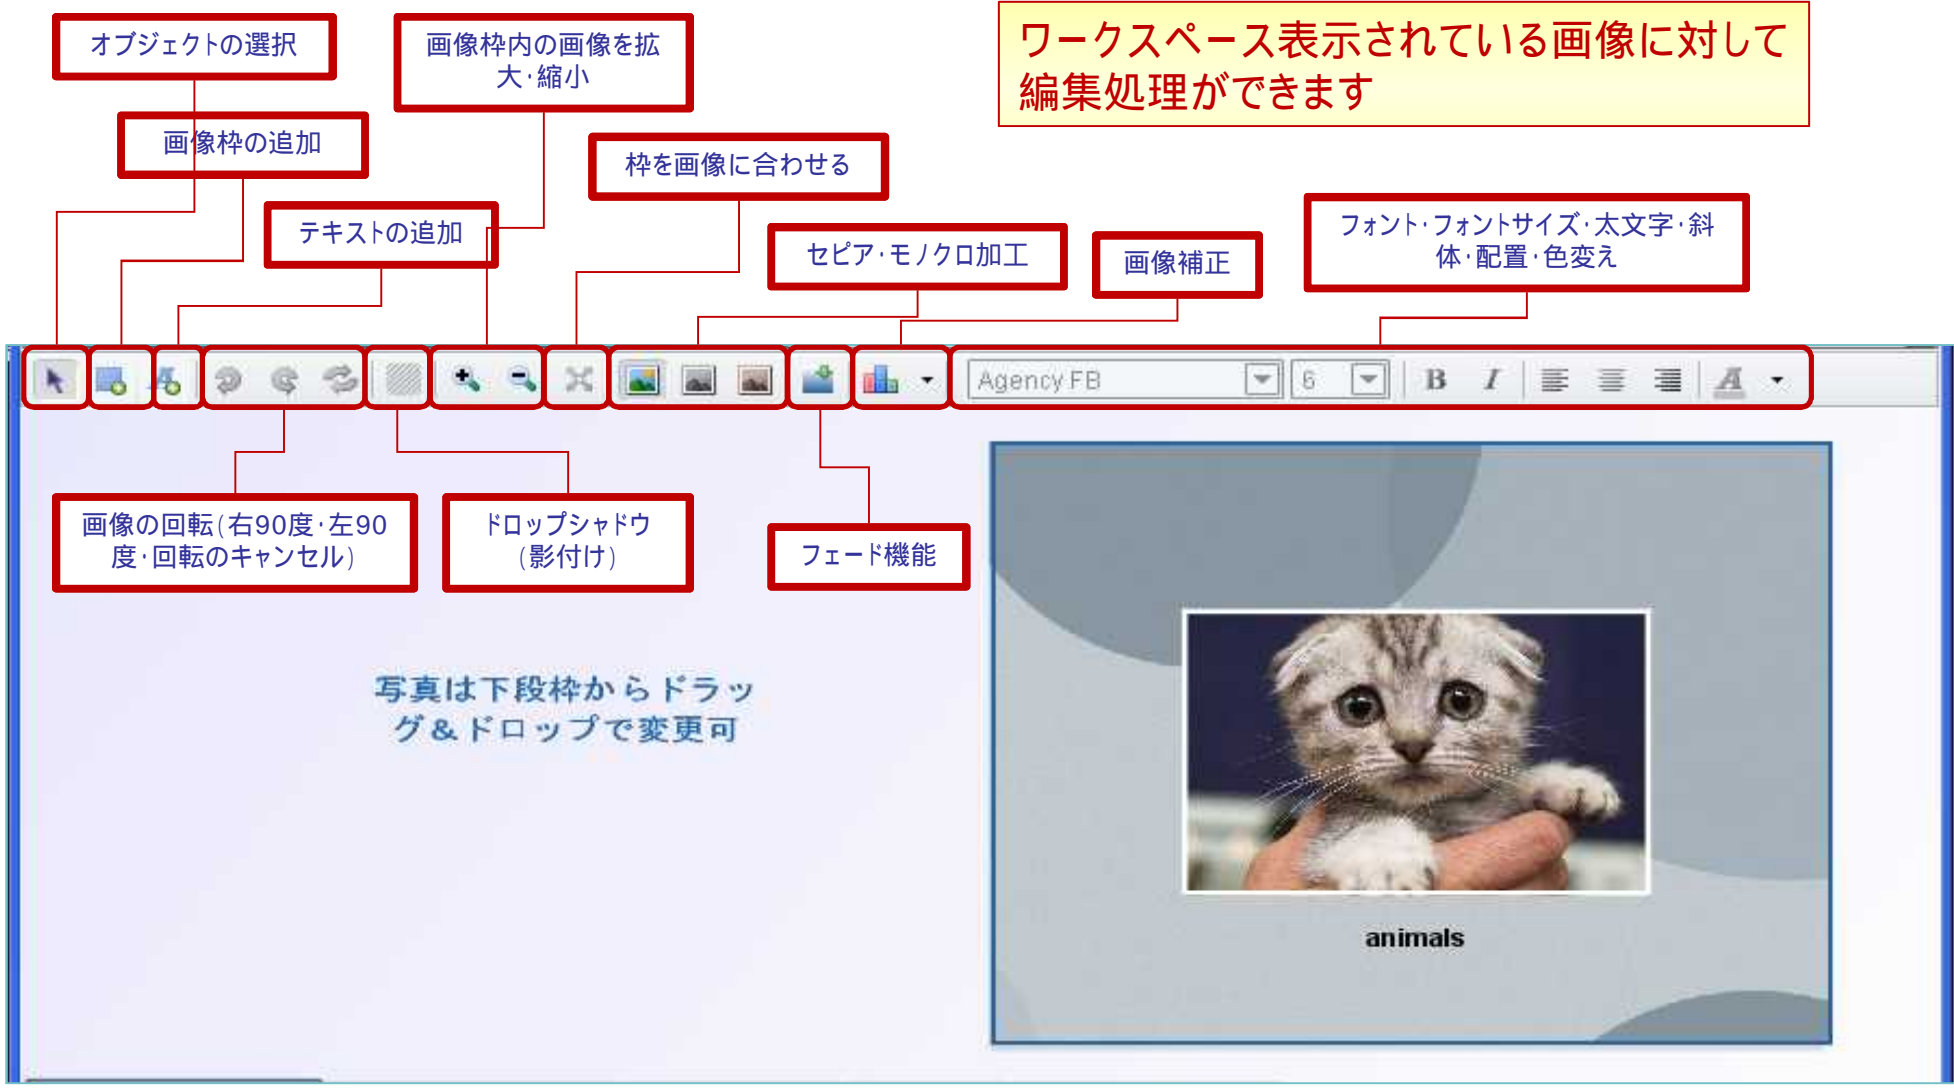 オブジェクトの選択
画像枠内の画像を拡
大・縮小
ワークスペース表示されている画像に対して
編集処理ができます
画像枠の追加
枠を画像に合わせる
テキストの追加
セピア・モノクロ加工
画像補正
フォント・フォントサイズ・太文字・斜
体・配置・色変え
Agency FB
6
B
I
A
画像の回転(右90度・左90
度・回転のキャンセル)
ドロップシャドウ
(影付け)
フェード機能
写真は下段枠からドラッ
グ&ドロップで変更可
animals